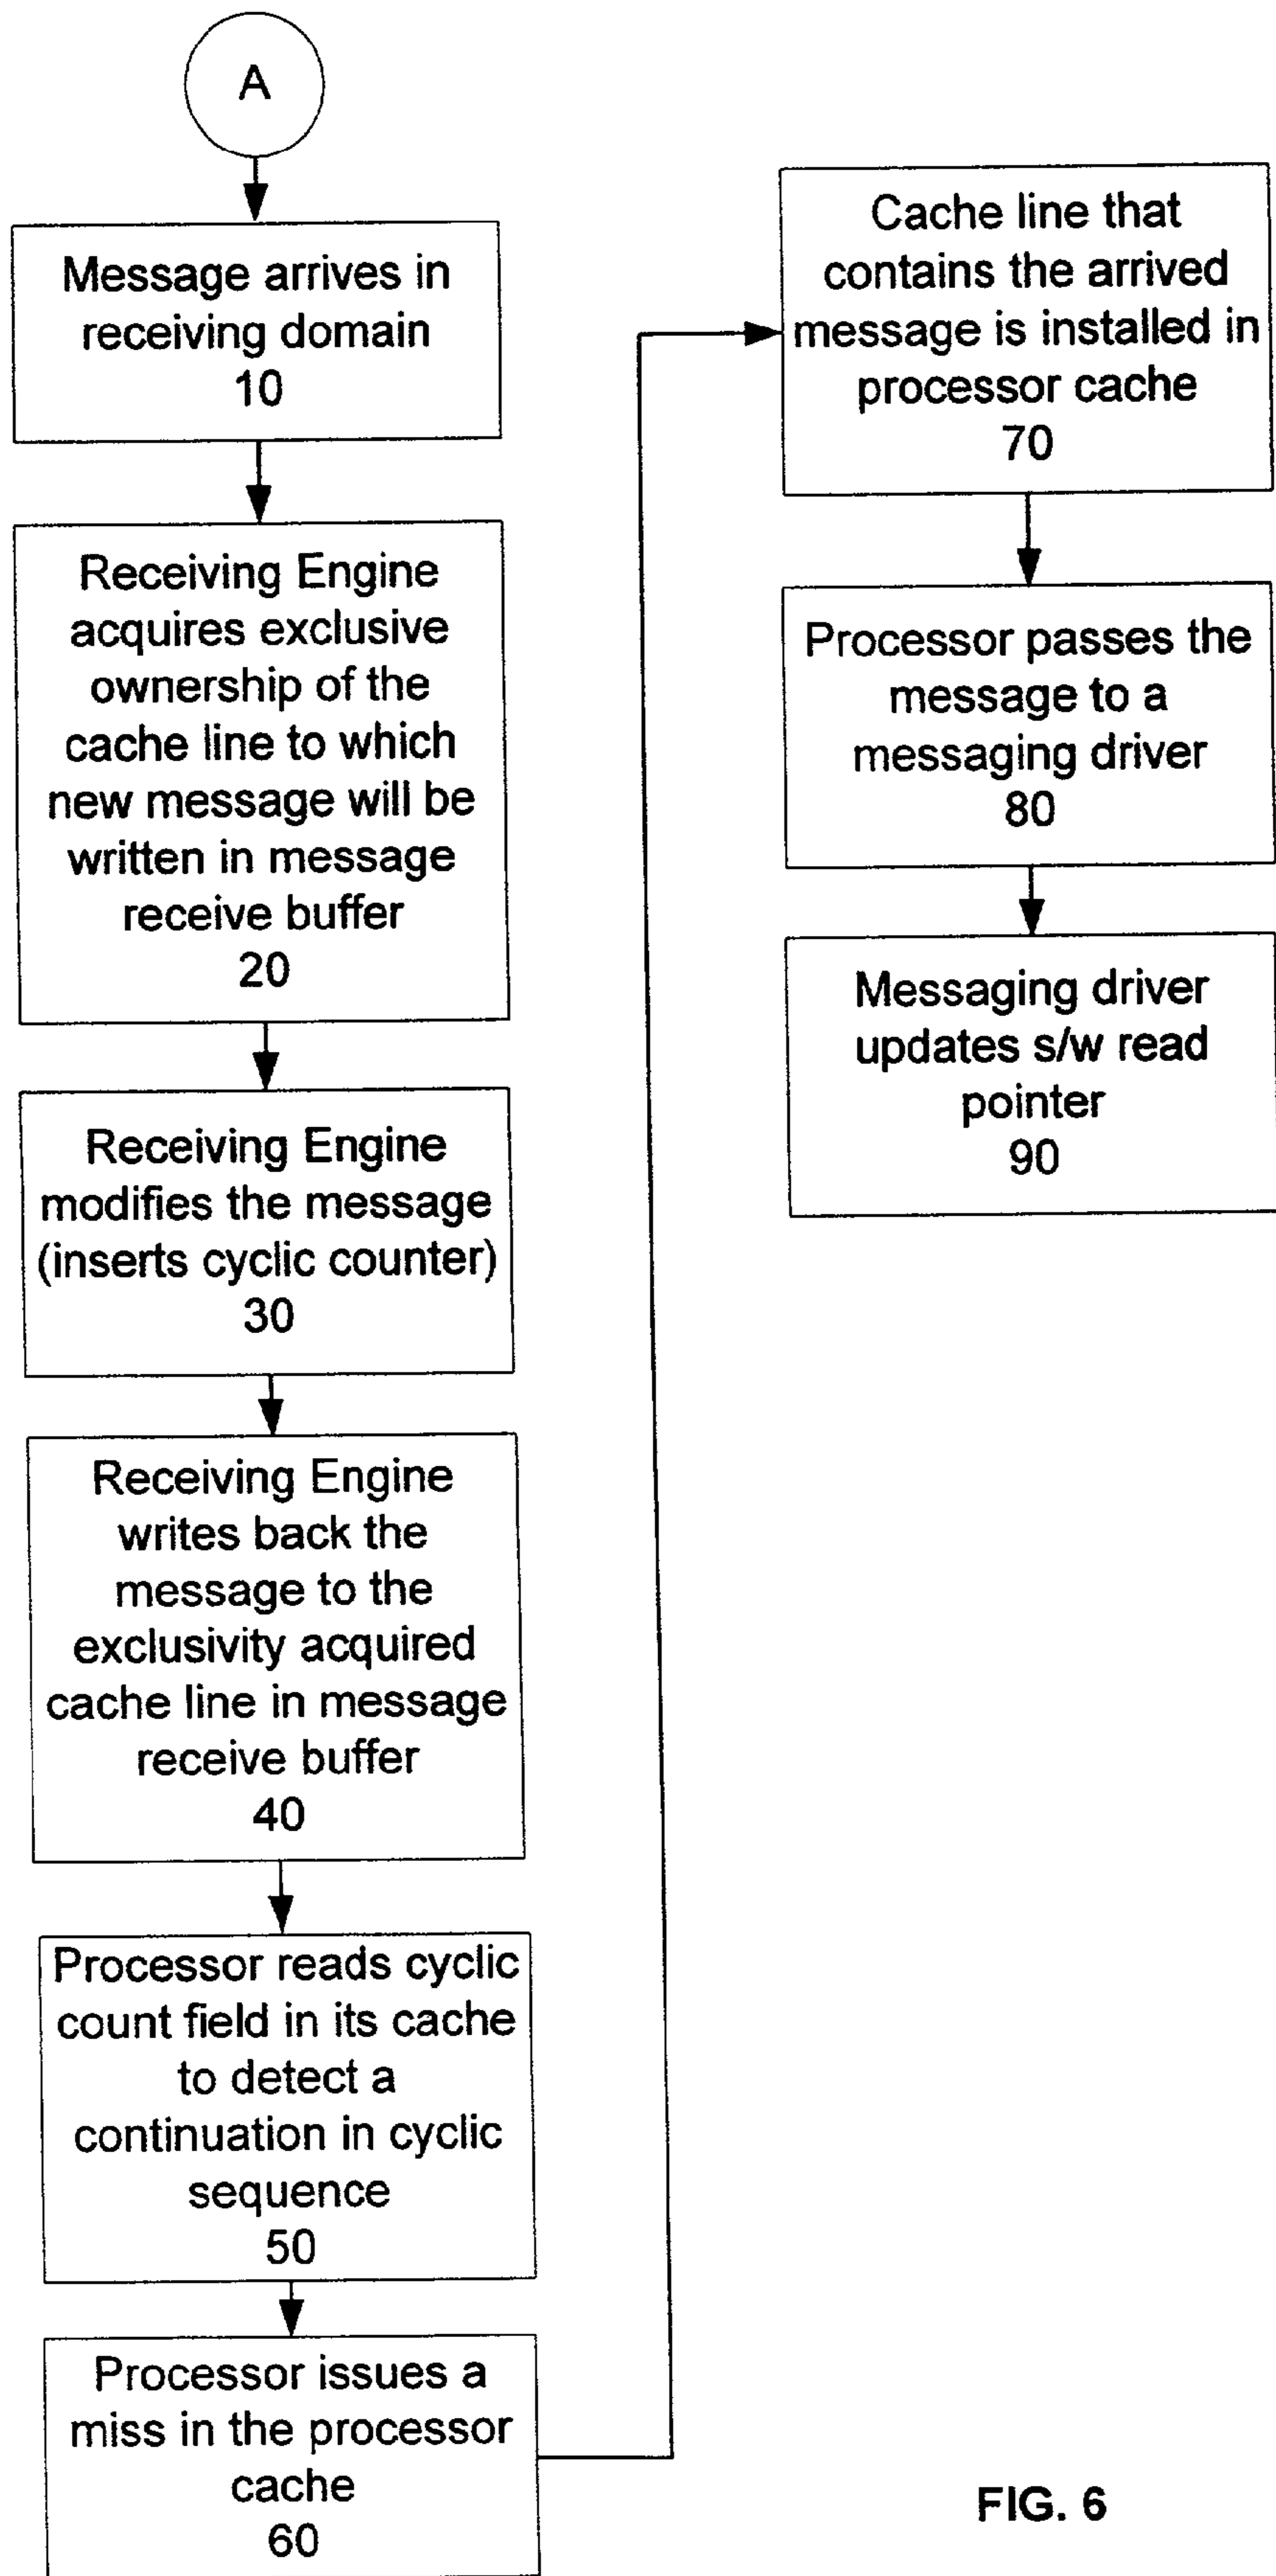 A
Message arrives in
receiving domain
10
Receiving Engine
acquires exclusive
ownership of the
cache line to which
new message will be
written in message
receive buffer
20
Receiving Engine
modifies the message
(inserts cyclic counter)
30
Receiving Engine
writes back the
message to the
exclusivity acquired
cache line in message
receive buffer
40
Processor reads cyclic
count field in its cache
to detect a
continuation in cyclic
sequence
50
Processor issues a
miss in the processor
cache
60
Cache line that
contains the arrived
message is installed in
processor cache
70
Processor passes the
message to a
messaging driver
80
Messaging driver
updates s/w read
pointer
90
FIG. 6